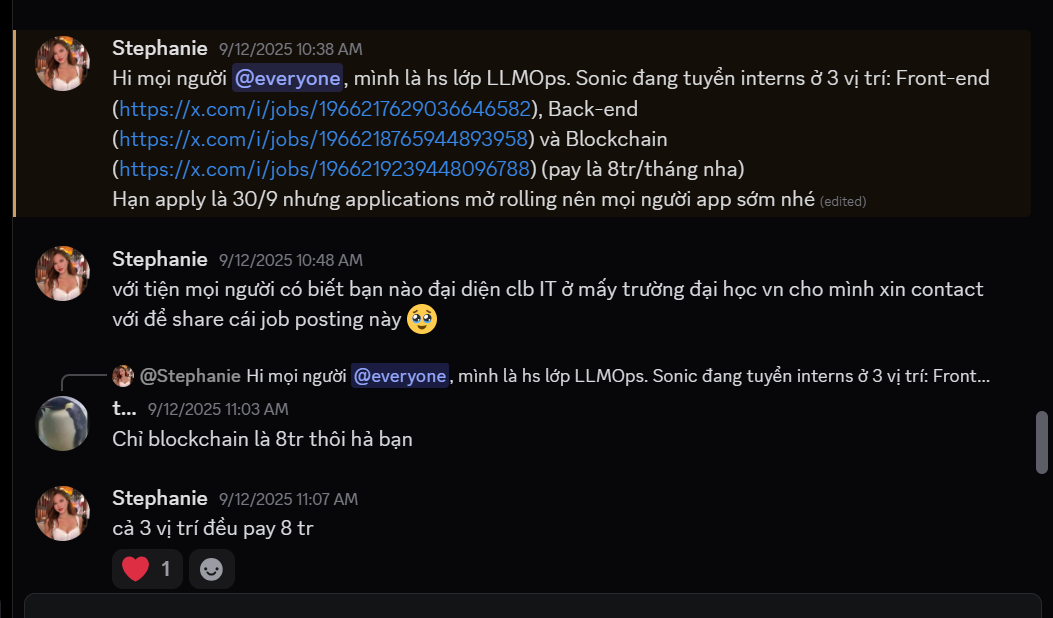 Stephanie 9/12/2025 10:38 AM
Hi mọi người @everyone, mình là hs lớp LLMOps. Sonic đang tuyển interns ở 3 vị trí: Front-end
(https://x.com/i/jobs/1966217629036646582), Back-end
(https://x.com/i/jobs/1966218765944893958) và Blockchain
(https://x.com/i/jobs/1966219239448096788) (pay là 8tr/tháng nha)
Hạn apply là 30/9 nhưng applications mở rolling nên mọi người app sớm nhé (edited)
Stephanie 9/12/2025 10:48 AM
với tiện mọi người có biết bạn nào đại diện clb IT ở mấy trường đại học vn cho mình xin contact
với để share cái job posting này 🥹
@Stephanie Hi mọi người @everyone, mình là hs lớp LLMOps. Sonic đang tuyển interns ở 3 vị trí: Front...
t... 9/12/2025 11:03 AM
Chỉ blockchain là 8tr thôi hả bạn
Stephanie 9/12/2025 11:07 AM
cả 3 vị trí đều pay 8 tr
❤️ 1